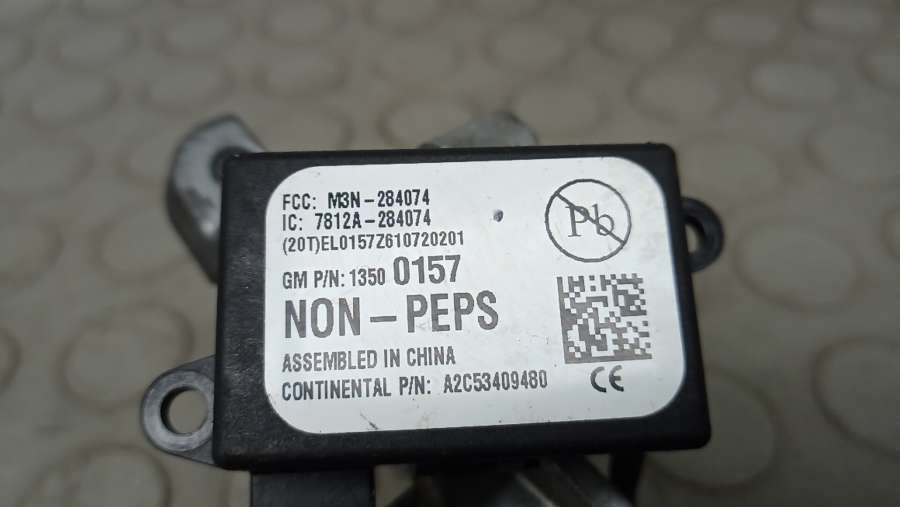 FCC: M3N-284074
IC: 7812A-284074
(20T)EL0157Z610720201
GM P/N: 1350 0157
NON-PEPS
ASSEMBLED IN CHINA
CONTINENTAL P/N: A2C53409480
Pb
CE